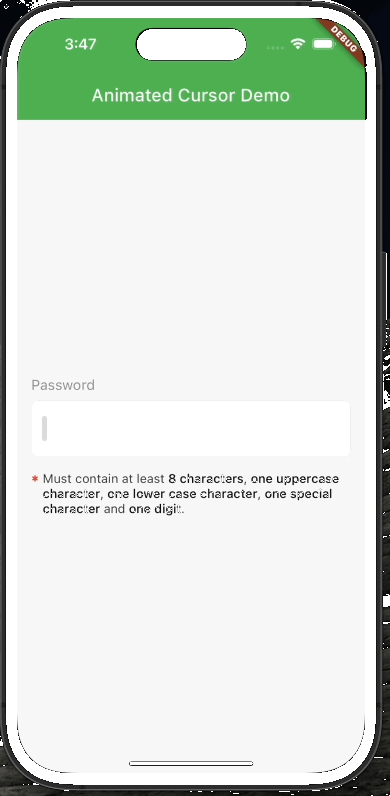 3:47
DEBUG
Animated Cursor Demo
Password
* Must contain at least 8 characters, one uppercase
character, one lower case character, one special
character and one digit.